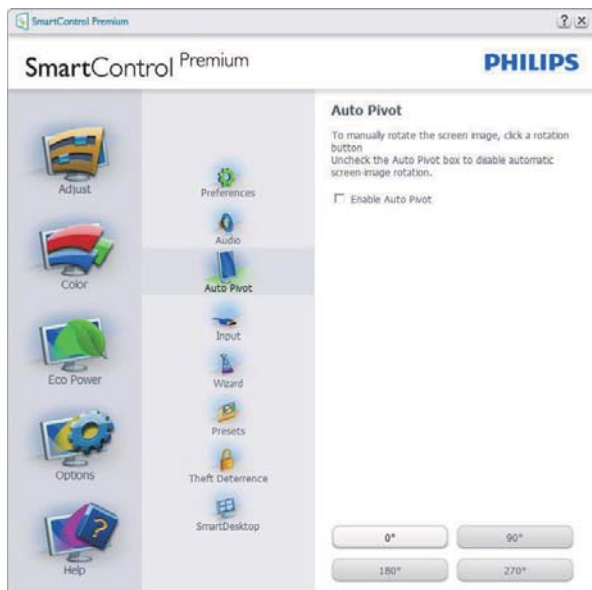 SmartControl Premium
? x
SmartControl Premium
PHILIPS
Adjust
Color
Eco Power
Options
Help
Preferences
Audio
Auto Pivot
Input
Wizard
Presets
Theft Deterrence
SmartDesktop
Auto Pivot
To manually rotate the screen image, click a rotation
button
Uncheck the Auto Pivot box to disable automatic
screen-image rotation.
Enable Auto Pivot
0°
90°
180°
270°